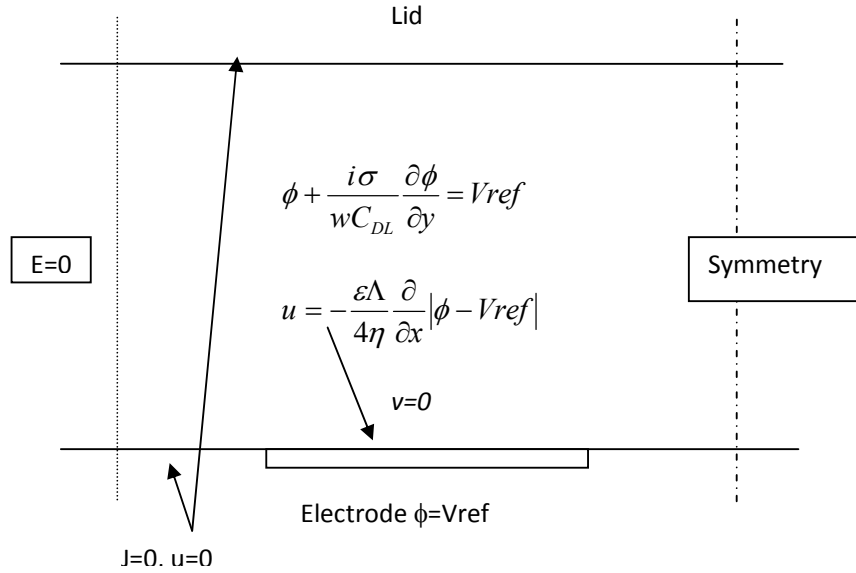 Lid
ϕ + iσ/(wC_DL) ∂ϕ/∂y = Vref
E=0
Symmetry
u = −εΛ/(4η) ∂/∂x |ϕ − Vref|
v=0
Electrode ϕ=Vref
J=0, u=0